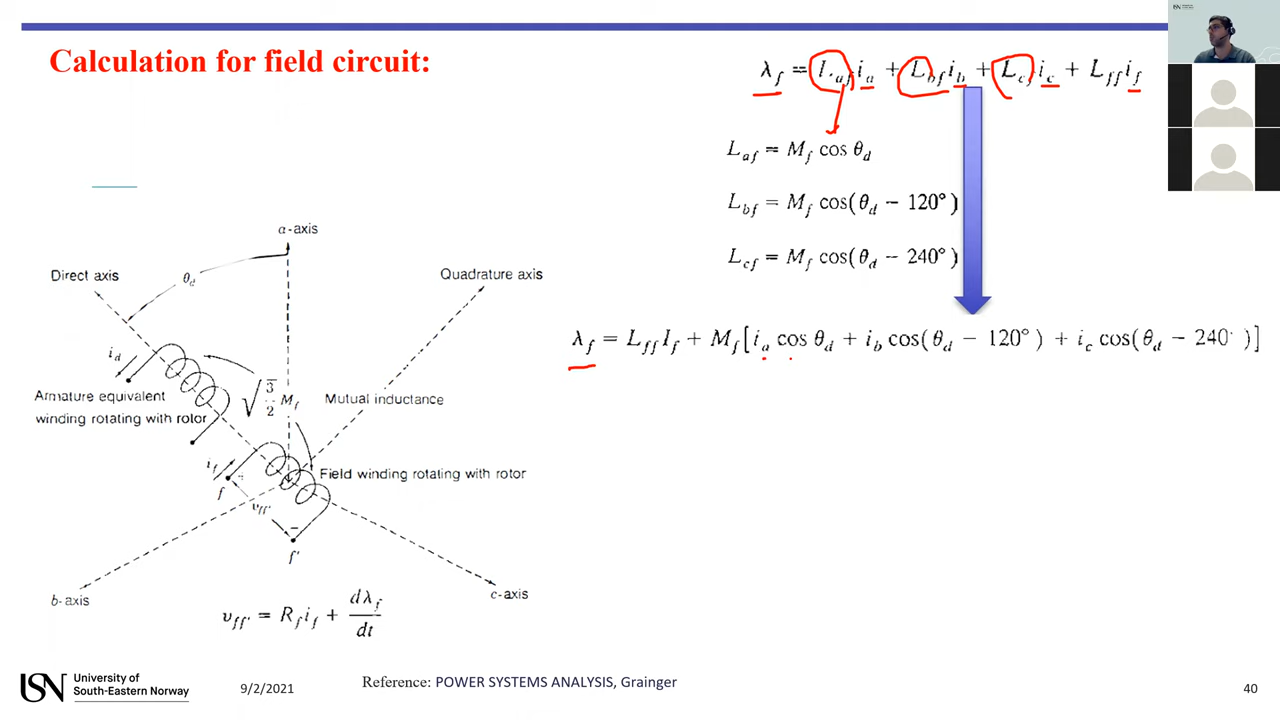 USN
Calculation for field circuit:
λ_f = L_af i_a + L_bf i_b + L_cf i_c + L_ff i_f
L_af = M_f cos θ_d
L_bf = M_f cos(θ_d − 120°)
L_cf = M_f cos(θ_d − 240°)
λ_f = L_ff I_f + M_f[i_a cos θ_d + i_b cos(θ_d − 120°) + i_c cos(θ_d − 240°)]
a-axis
Direct axis
θ_d
Quadrature axis
i_d
√3/2 M_f
Mutual inductance
Armature equivalent
winding rotating with rotor
i_f
Field winding rotating with rotor
f
+
v_ff'
−
f'
b-axis
c-axis
v_ff' = R_f i_f + dλ_f/dt
USN University of
South-Eastern Norway
9/2/2021
Reference: POWER SYSTEMS ANALYSIS, Grainger
40